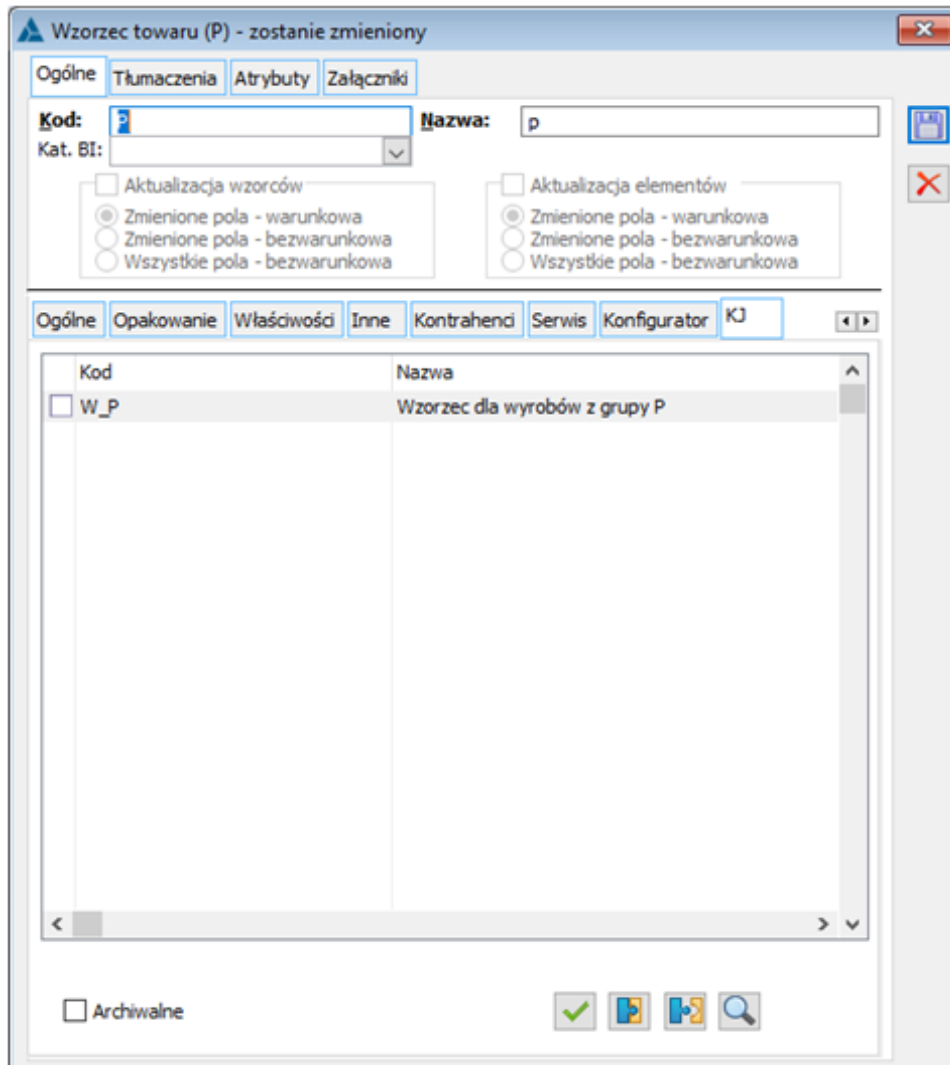 Wzorzec towaru (P) - zostanie zmieniony
Ogólne Tłumaczenia Atrybuty Załączniki
Kod: P Nazwa: p
Kat. BI:
Aktualizacja wzorców Aktualizacja elementów
Zmienione pola - warunkowa Zmienione pola - warunkowa
Zmienione pola - bezwarunkowa Zmienione pola - bezwarunkowa
Wszystkie pola - bezwarunkowa Wszystkie pola - bezwarunkowa
Ogólne Opakowanie Właściwości Inne Kontrahenci Serwis Konfigurator KJ
Kod Nazwa
W_P Wzorzec dla wyrobów z grupy P
Archiwalne